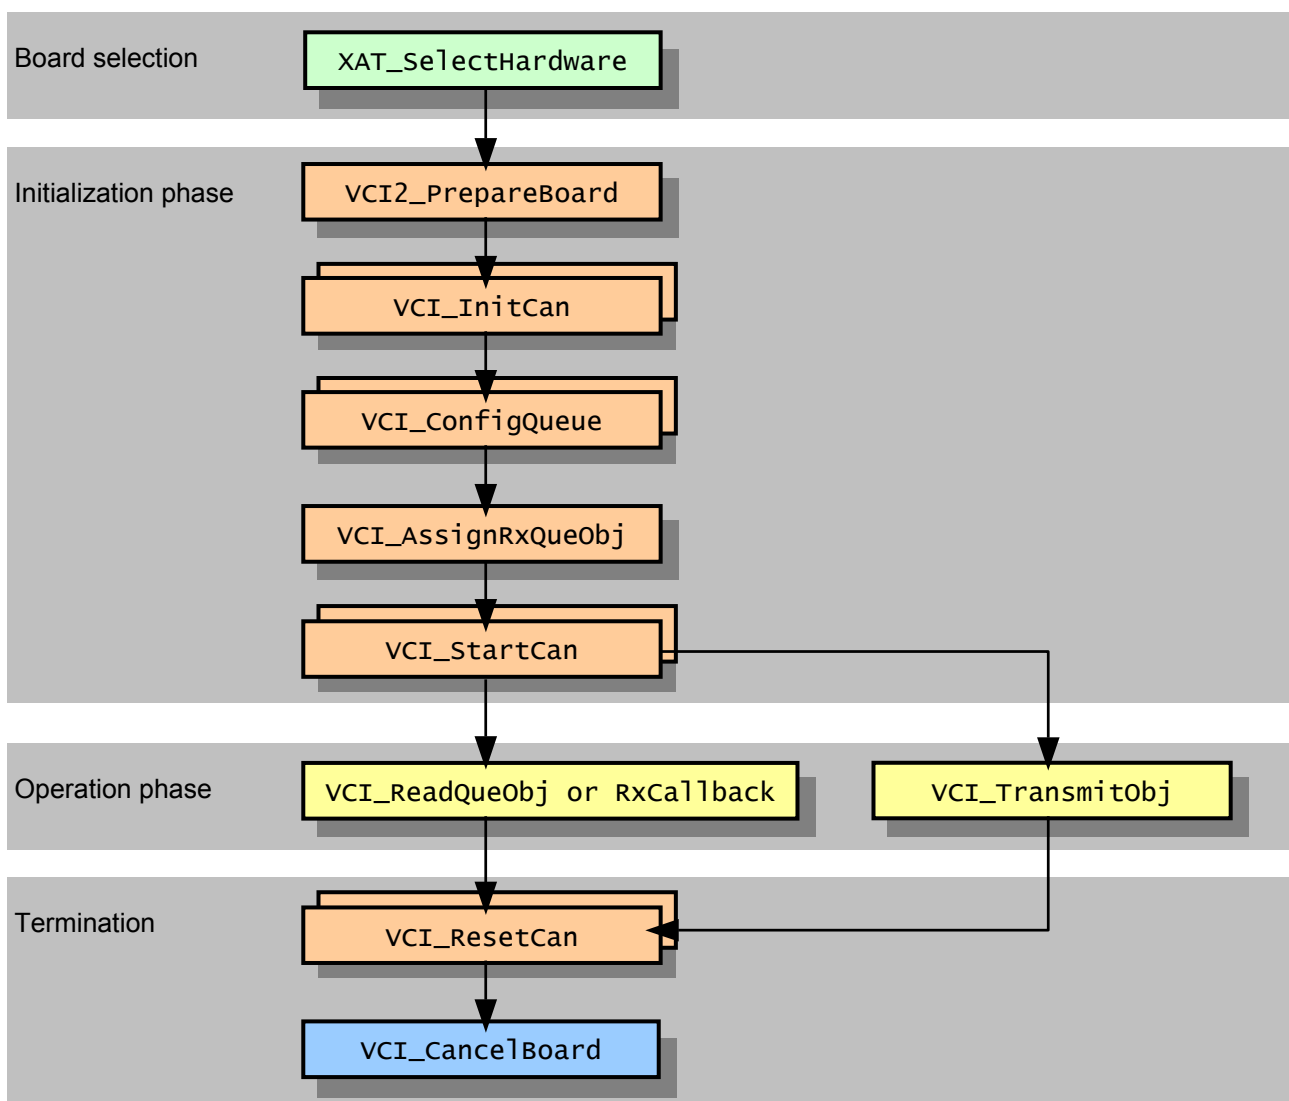 Board selection
XAT_SelectHardware
Initialization phase
VCI2_PrepareBoard
VCI_InitCan
VCI_ConfigQueue
VCI_AssignRxQueObj
VCI_StartCan
Operation phase
VCI_ReadQueObj or RxCallback
VCI_TransmitObj
Termination
VCI_ResetCan
VCI_CancelBoard